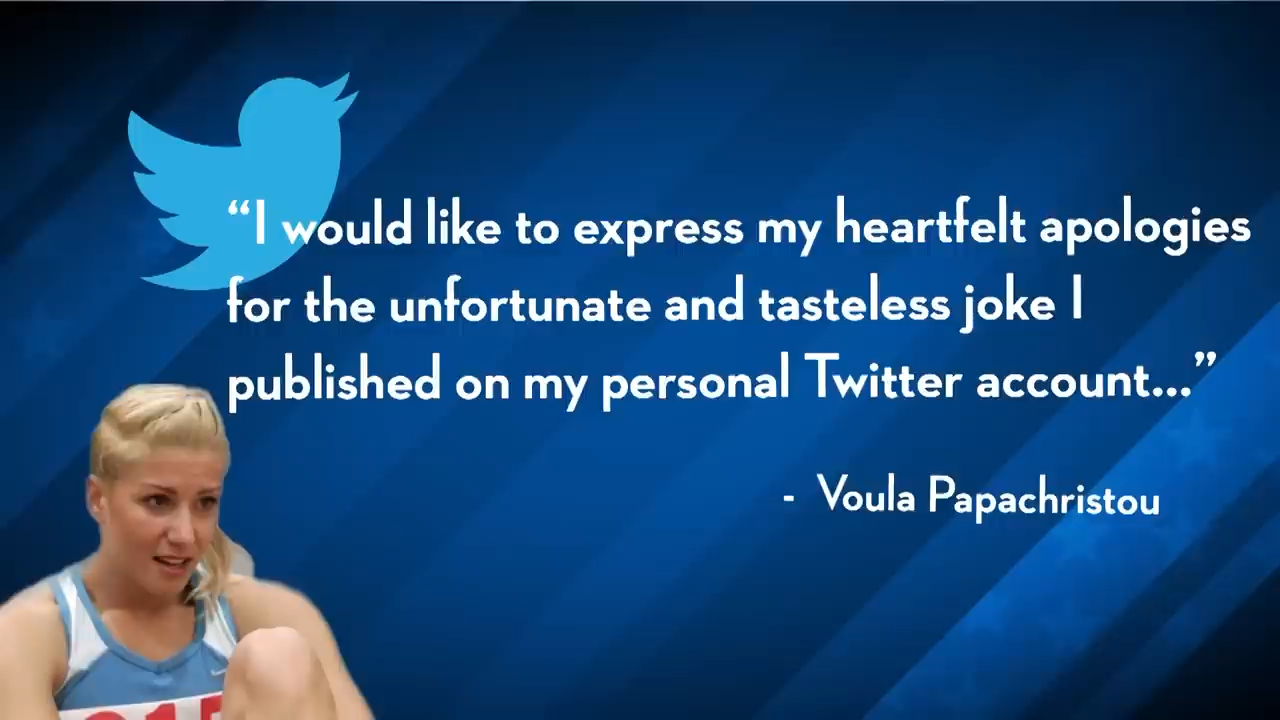 “I would like to express my heartfelt apologies
for the unfortunate and tasteless joke I
published on my personal Twitter account...”
- Voula Papachristou